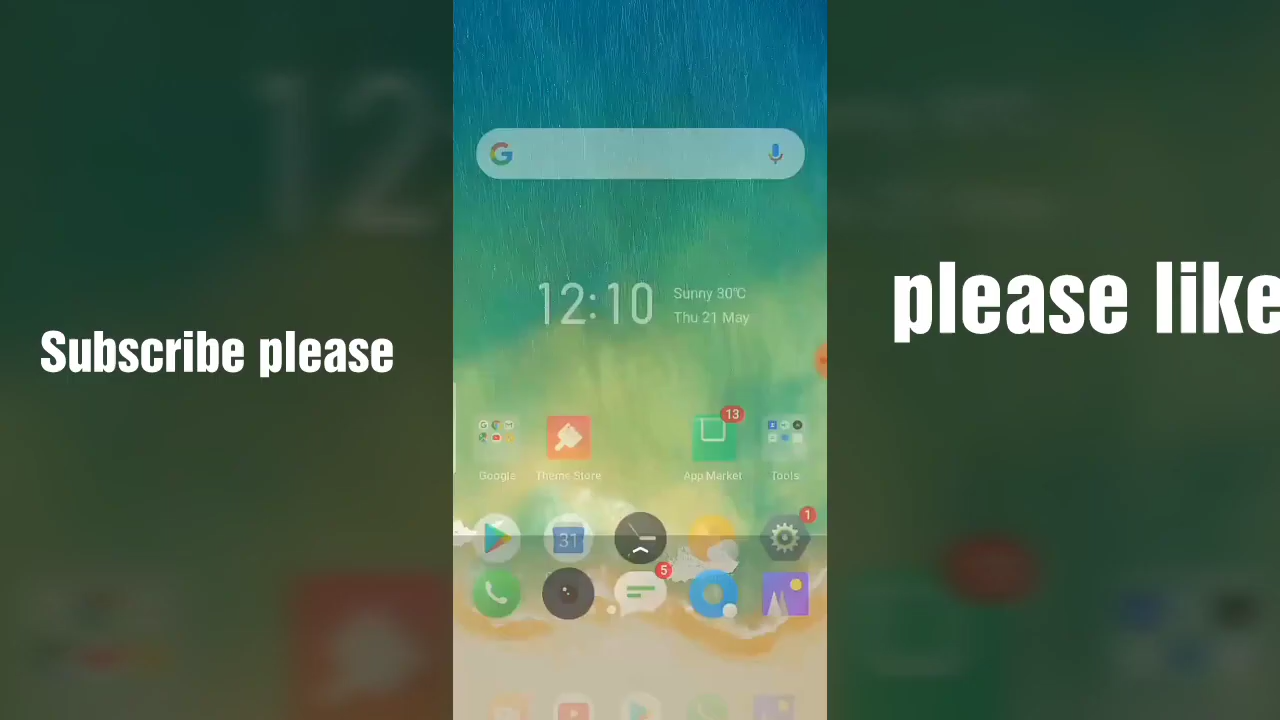 12:10
Sunny 30°C
Thu 21 May
13
Google
Theme Store
App Market
Tools
31
1
5
Subscribe please
please like